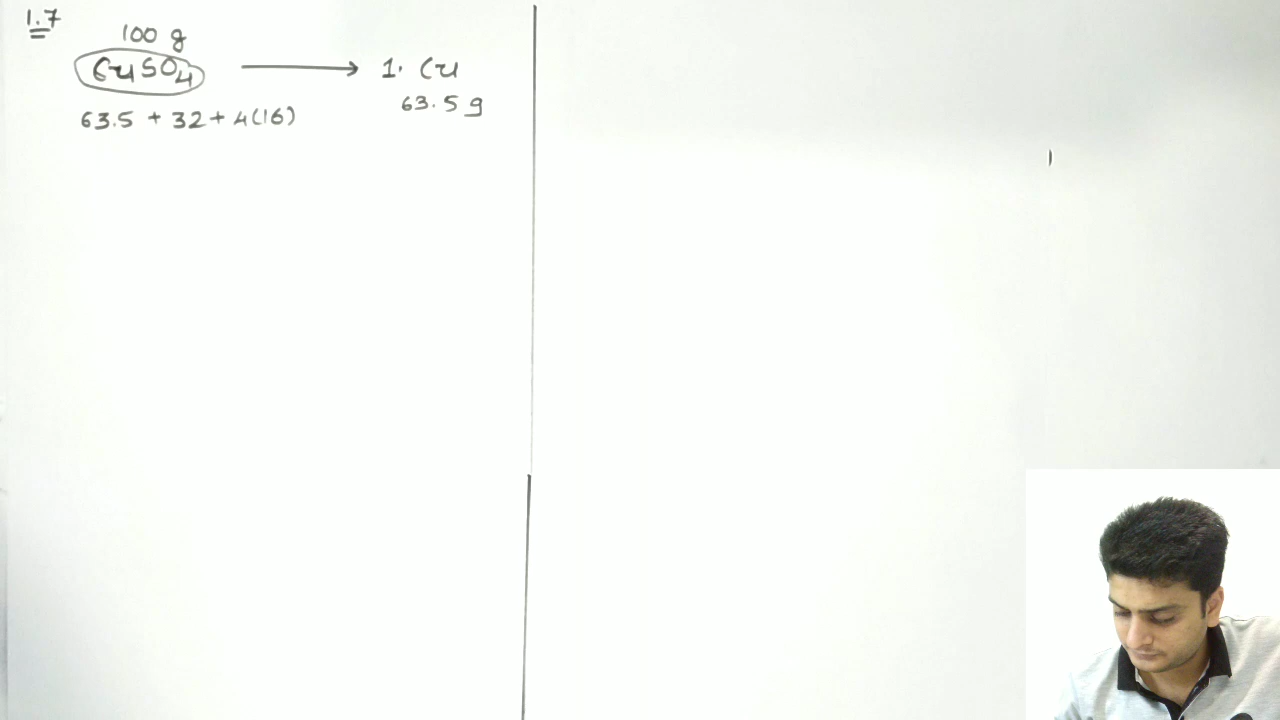 1.7
100 g
CuSO4 ⟶ 1. Cu
63.5 + 32 + 4(16)
63.5 g